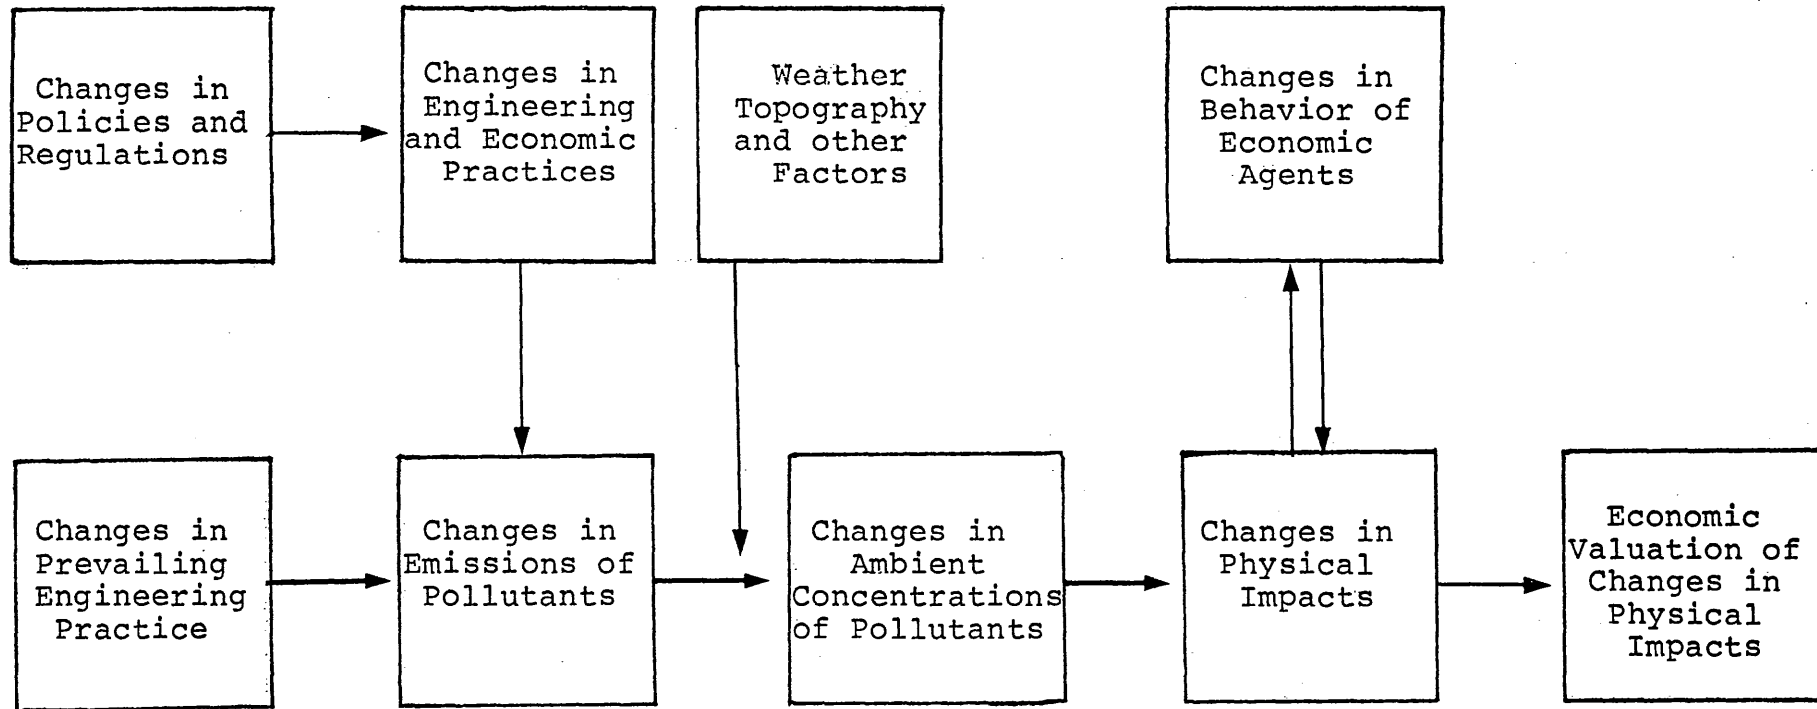 Changes in
Policies and
Regulations
Changes in
Engineering
and Economic
Practices
Weather
Topography
and other
Factors
Changes in
Behavior of
Economic
Agents
Changes in
Prevailing
Engineering
Practice
Changes in
Emissions of
Pollutants
Changes in
Ambient
Concentrations
of Pollutants
Changes in
Physical
Impacts
Economic
Valuation of
Changes in
Physical
Impacts